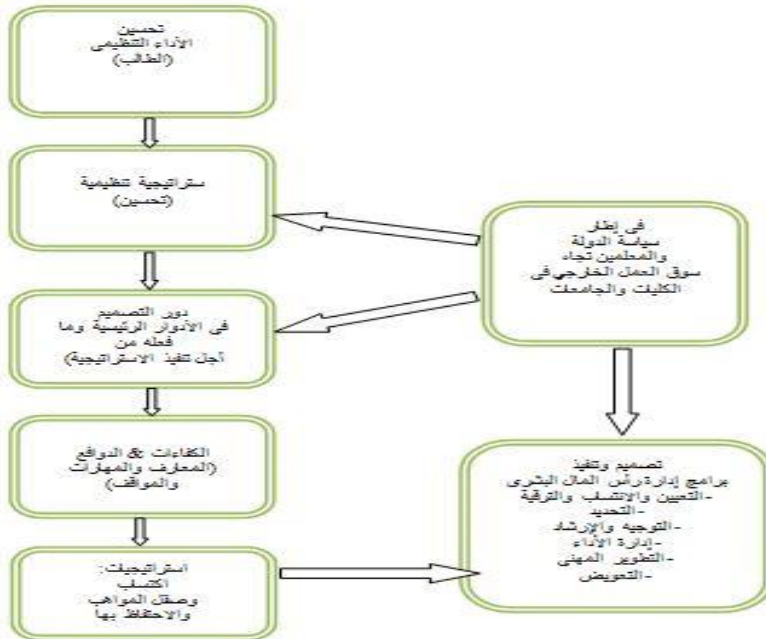 تحسين
الأداء التنظيمى
(الطالب)
ستراتيجية تنظيمية
(تحسين)
فى إطار
سياسة الدولة
والمعلمين تجاه
سوق العمل الخارجي فى
الكليات والجامعات
دور التصميم
فى الأدوار الرئيسية وما
فعله من
أجل تنفيذ الاستراتيجية)
الكفاءات & الدوافع
(المعارف والمهارات
والمواقف)
تصميم وتنفيذ
برامج إدارة رأس المال البشرى
-التعيين والانتساب والترقية
-التحديد
-التوجيه والإرشاد
-إدارة الأداء
-التطوير المهنى
-التعويض
استراتيجيات:
اكتساب
وصقل المواهب
والاحتفاظ بها